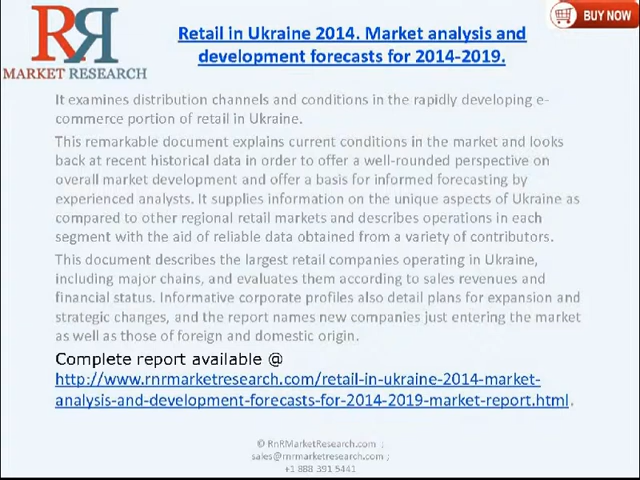 RR
MARKET RESEARCH
BUY NOW
Retail in Ukraine 2014. Market analysis and
development forecasts for 2014-2019.
It examines distribution channels and conditions in the rapidly developing e-
commerce portion of retail in Ukraine.
This remarkable document explains current conditions in the market and looks
back at recent historical data in order to offer a well-rounded perspective on
overall market development and offer a basis for informed forecasting by
experienced analysts. It supplies information on the unique aspects of Ukraine as
compared to other regional retail markets and describes operations in each
segment with the aid of reliable data obtained from a variety of contributors.
This document describes the largest retail companies operating in Ukraine,
including major chains, and evaluates them according to sales revenues and
financial status. Informative corporate profiles also detail plans for expansion and
strategic changes, and the report names new companies just entering the market
as well as those of foreign and domestic origin.
Complete report available @
http://www.rnrmarketresearch.com/retail-in-ukraine-2014-market-
analysis-and-development-forecasts-for-2014-2019-market-report.html.
© RnRMarketResearch.com ;
sales@rnrmarketresearch.com ;
+1 888 391 5441